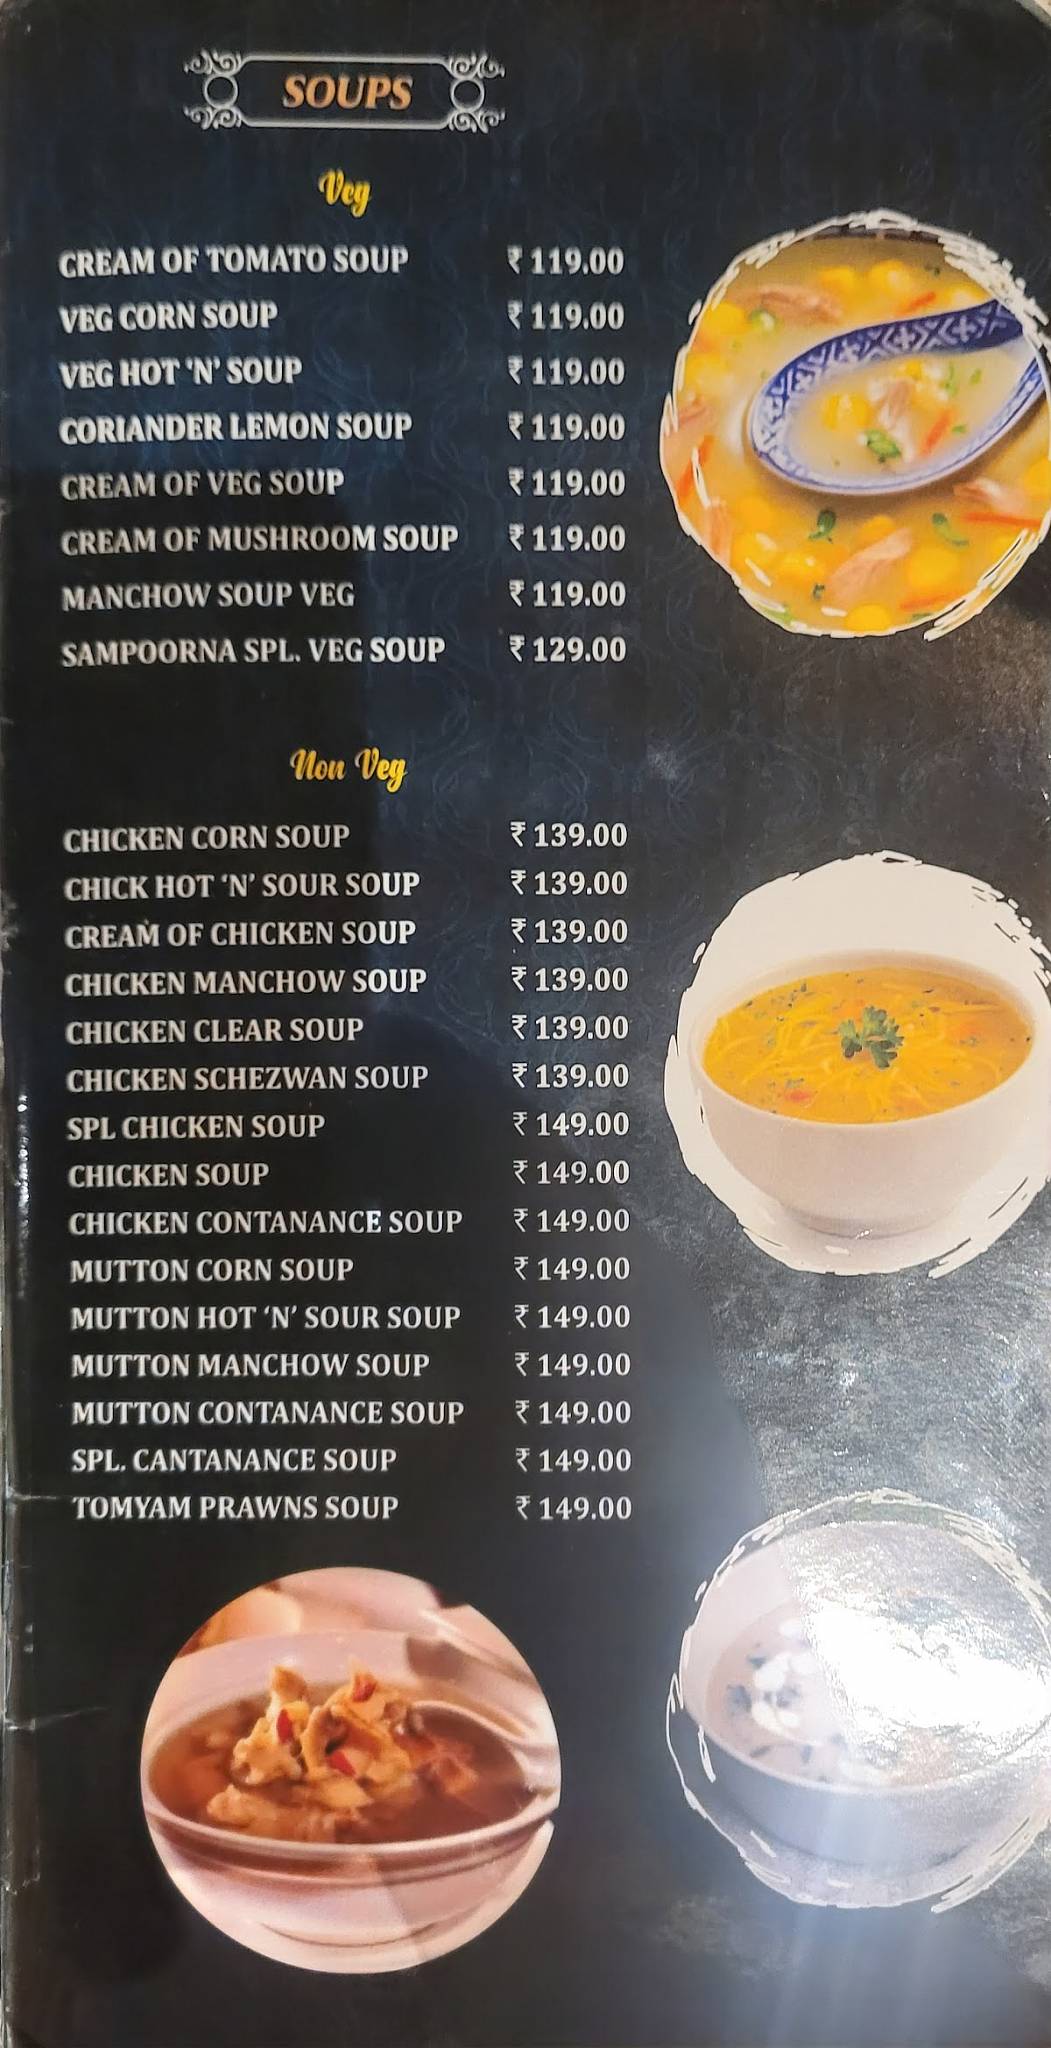 SOUPS
Veg
CREAM OF TOMATO SOUP ₹ 119.00
VEG CORN SOUP ₹ 119.00
VEG HOT ‘N’ SOUP ₹ 119.00
CORIANDER LEMON SOUP ₹ 119.00
CREAM OF VEG SOUP ₹ 119.00
CREAM OF MUSHROOM SOUP ₹ 119.00
MANCHOW SOUP VEG ₹ 119.00
SAMPOORNA SPL. VEG SOUP ₹ 129.00
Non Veg
CHICKEN CORN SOUP ₹ 139.00
CHICK HOT ‘N’ SOUR SOUP ₹ 139.00
CREAM OF CHICKEN SOUP ₹ 139.00
CHICKEN MANCHOW SOUP ₹ 139.00
CHICKEN CLEAR SOUP ₹ 139.00
CHICKEN SCHEZWAN SOUP ₹ 139.00
SPL CHICKEN SOUP ₹ 149.00
CHICKEN SOUP ₹ 149.00
CHICKEN CONTANANCE SOUP ₹ 149.00
MUTTON CORN SOUP ₹ 149.00
MUTTON HOT ‘N’ SOUR SOUP ₹ 149.00
MUTTON MANCHOW SOUP ₹ 149.00
MUTTON CONTANANCE SOUP ₹ 149.00
SPL. CANTANANCE SOUP ₹ 149.00
TOMYAM PRAWNS SOUP ₹ 149.00